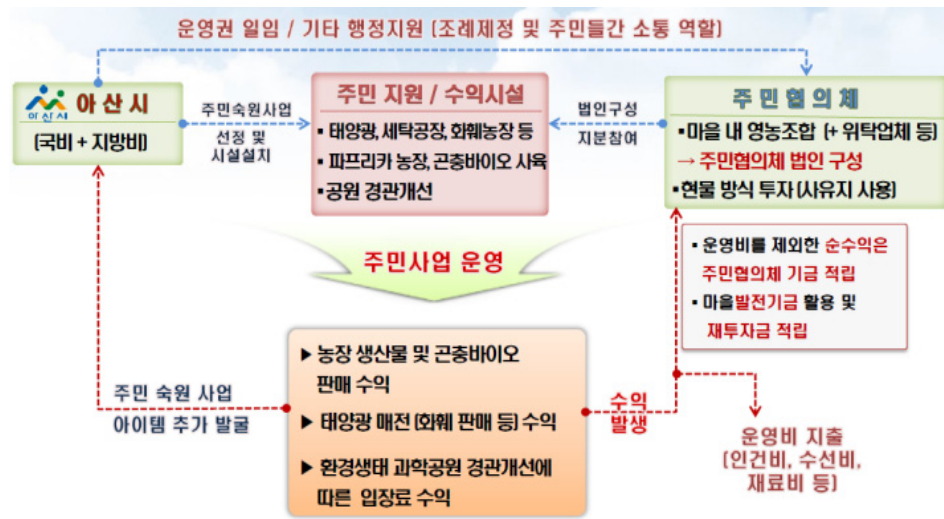 운영권 일임 / 기타 행정지원 (조례제정 및 주민들간 소통 역할)
아산시
아산시
(국비 + 지방비)
주민숙원사업
선정 및
시설설치
주민 지원 / 수익시설
▪ 태양광, 세탁공장, 화훼농장 등
▪ 파프리카 농장, 곤충바이오 사육
▪ 공원 경관개선
법인구성
지분참여
주민협의체
▪ 마을 내 영농조합 (+ 위탁업체 등)
→ 주민협의체 법인 구성
▪ 현물 방식 투자 (사유지 사용)
주민사업 운영
▪ 운영비를 제외한 순수익은
주민협의체 기금 적립
▪ 마을발전기금 활용 및
재투자금 적립
▶ 농장 생산물 및 곤충바이오
판매 수익
▶ 태양광 매전 (화훼 판매 등) 수익
▶ 환경생태 과학공원 경관개선에
따른 입장료 수익
주민 숙원 사업
아이템 추가 발굴
수익
발생
운영비 지출
(인건비, 수선비,
재료비 등)